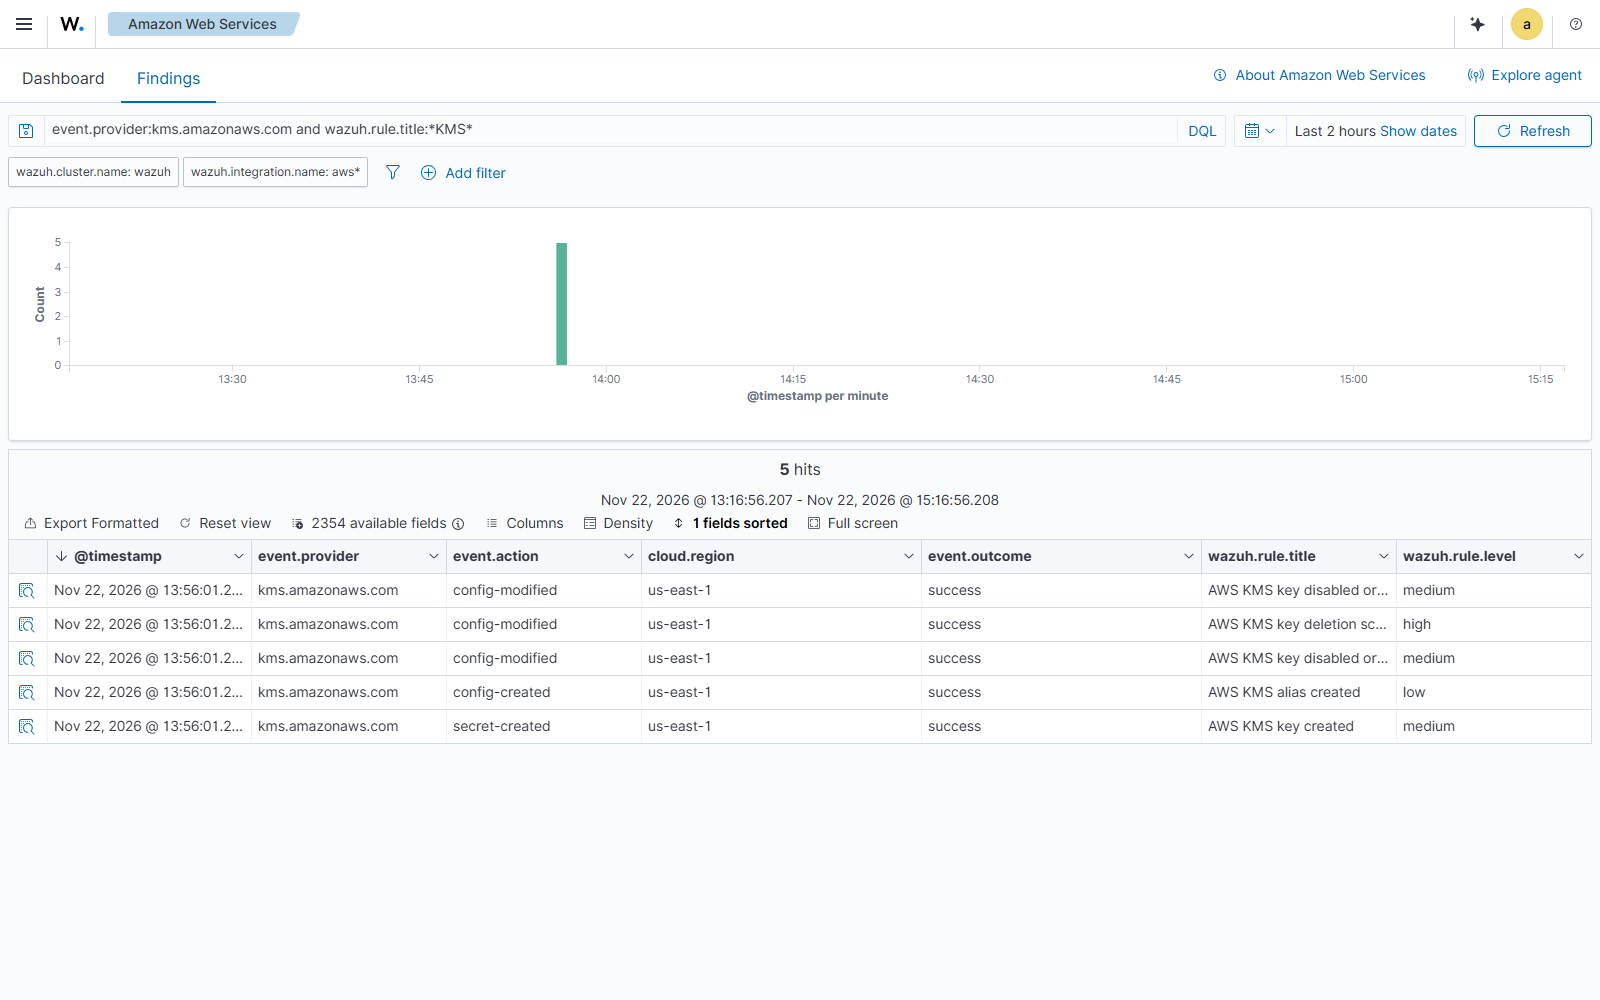 W.
Amazon Web Services
a
Dashboard
Findings
About Amazon Web Services
Explore agent
event.provider:kms.amazonaws.com and wazuh.rule.title:*KMS*
DQL
Last 2 hours Show dates
Refresh
wazuh.cluster.name: wazuh
wazuh.integration.name: aws*
Add filter
5
4
3
2
1
0
Count
13:30
13:45
14:00
14:15
14:30
14:45
15:00
15:15
@timestamp per minute
5 hits
Nov 22, 2026 @ 13:16:56.207 - Nov 22, 2026 @ 15:16:56.208
Export Formatted
Reset view
2354 available fields
Columns
Density
1 fields sorted
Full screen
@timestamp event.provider event.action cloud.region event.outcome wazuh.rule.title wazuh.rule.level
Nov 22, 2026 @ 13:56:01.2... kms.amazonaws.com config-modified us-east-1 success AWS KMS key disabled or... medium
Nov 22, 2026 @ 13:56:01.2... kms.amazonaws.com config-modified us-east-1 success AWS KMS key deletion sc... high
Nov 22, 2026 @ 13:56:01.2... kms.amazonaws.com config-modified us-east-1 success AWS KMS key disabled or... medium
Nov 22, 2026 @ 13:56:01.2... kms.amazonaws.com config-created us-east-1 success AWS KMS alias created low
Nov 22, 2026 @ 13:56:01.2... kms.amazonaws.com secret-created us-east-1 success AWS KMS key created medium